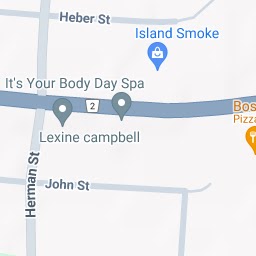 Heber St
Island Smoke
It's Your Body Day Spa
2
Bos
Pizza
Lexine campbell
Herman St
John St